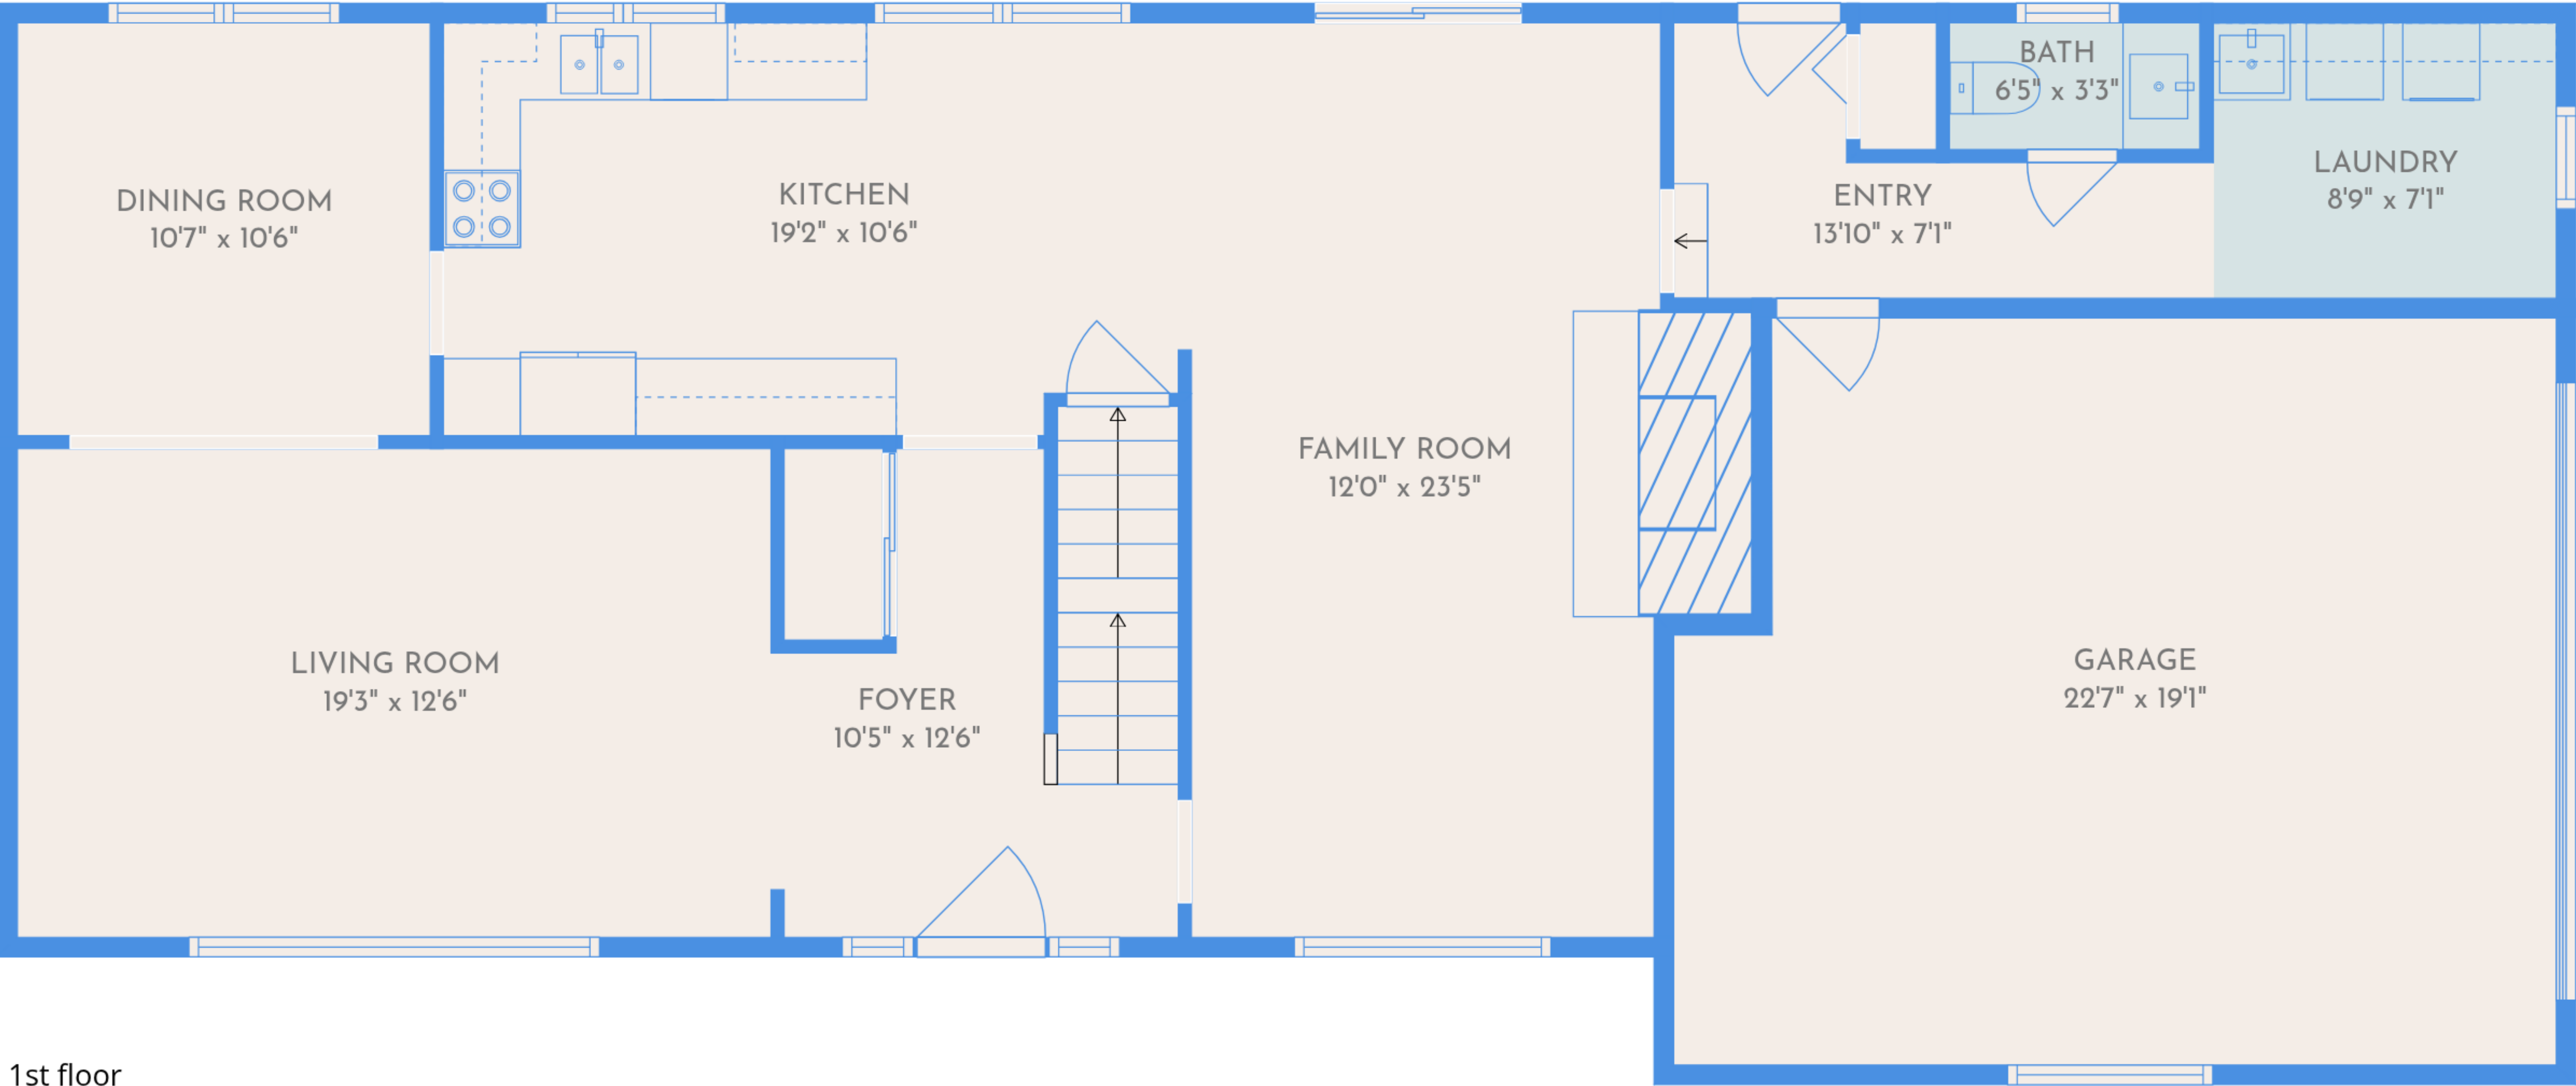 DINING ROOM
10'7" x 10'6"
KITCHEN
19'2" x 10'6"
BATH
6'5" x 3'3"
ENTRY
13'10" x 7'1"
LAUNDRY
8'9" x 7'1"
FAMILY ROOM
12'0" x 23'5"
LIVING ROOM
19'3" x 12'6"
FOYER
10'5" x 12'6"
GARAGE
22'7" x 19'1"
1st floor